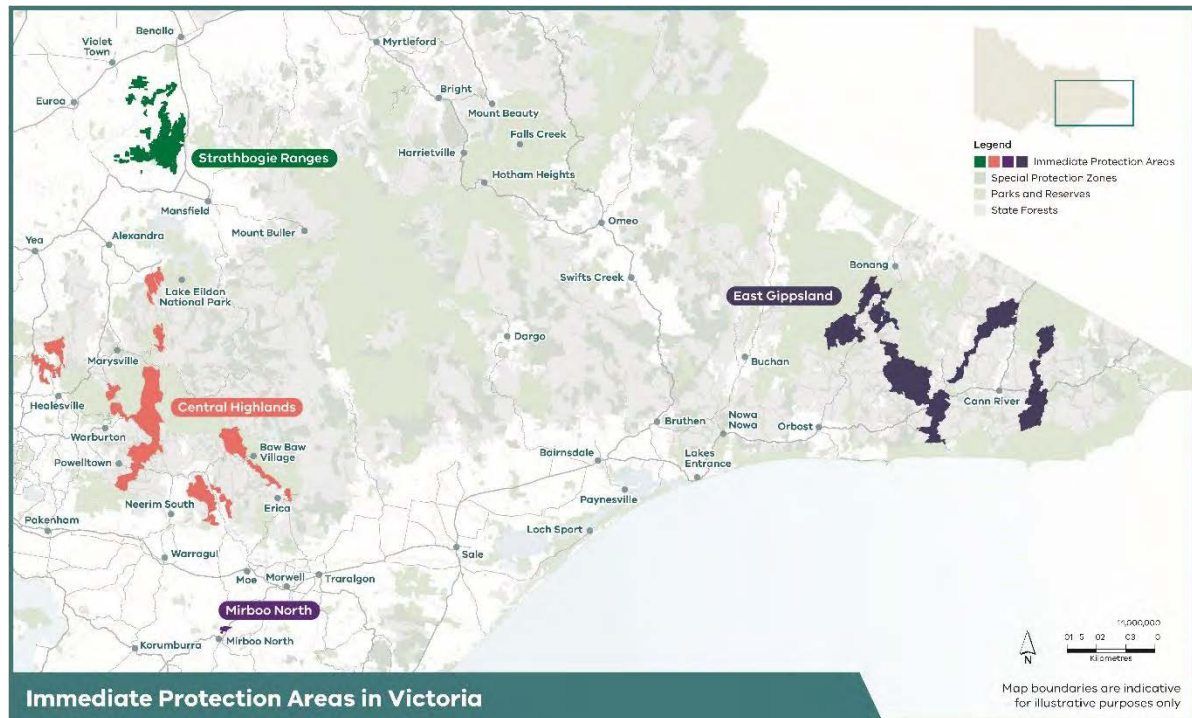 Benalla
Violet
Town
Myrtleford
Euroa
Bright
Mount Beauty
Falls Creek
Strathbogie Ranges
Harrietville
Hotham Heights
Legend
Immediate Protection Areas
Special Protection Zones
Parks and Reserves
State Forests
Mansfield
Omeo
Mount Buller
Yea
Alexandra
Bonang
Lake Eildon
National Park
Swifts Creek
East Gippsland
Dargo
Marysville
Buchan
Healesville
Central Highlands
Cann River
Warburton
Bruthen
Nowa
Nowa
Orbost
Powelltown
Baw Baw
Village
Bairnsdale
Lakes
Entrance
Neerim South
Erica
Paynesville
Pakenham
Loch Sport
Warragul
Sale
Moe
Morwell
Traralgon
Mirboo North
Korumburra
Mirboo North
N
Kilometres
Map boundaries are indicative
for illustrative purposes only
Immediate Protection Areas in Victoria